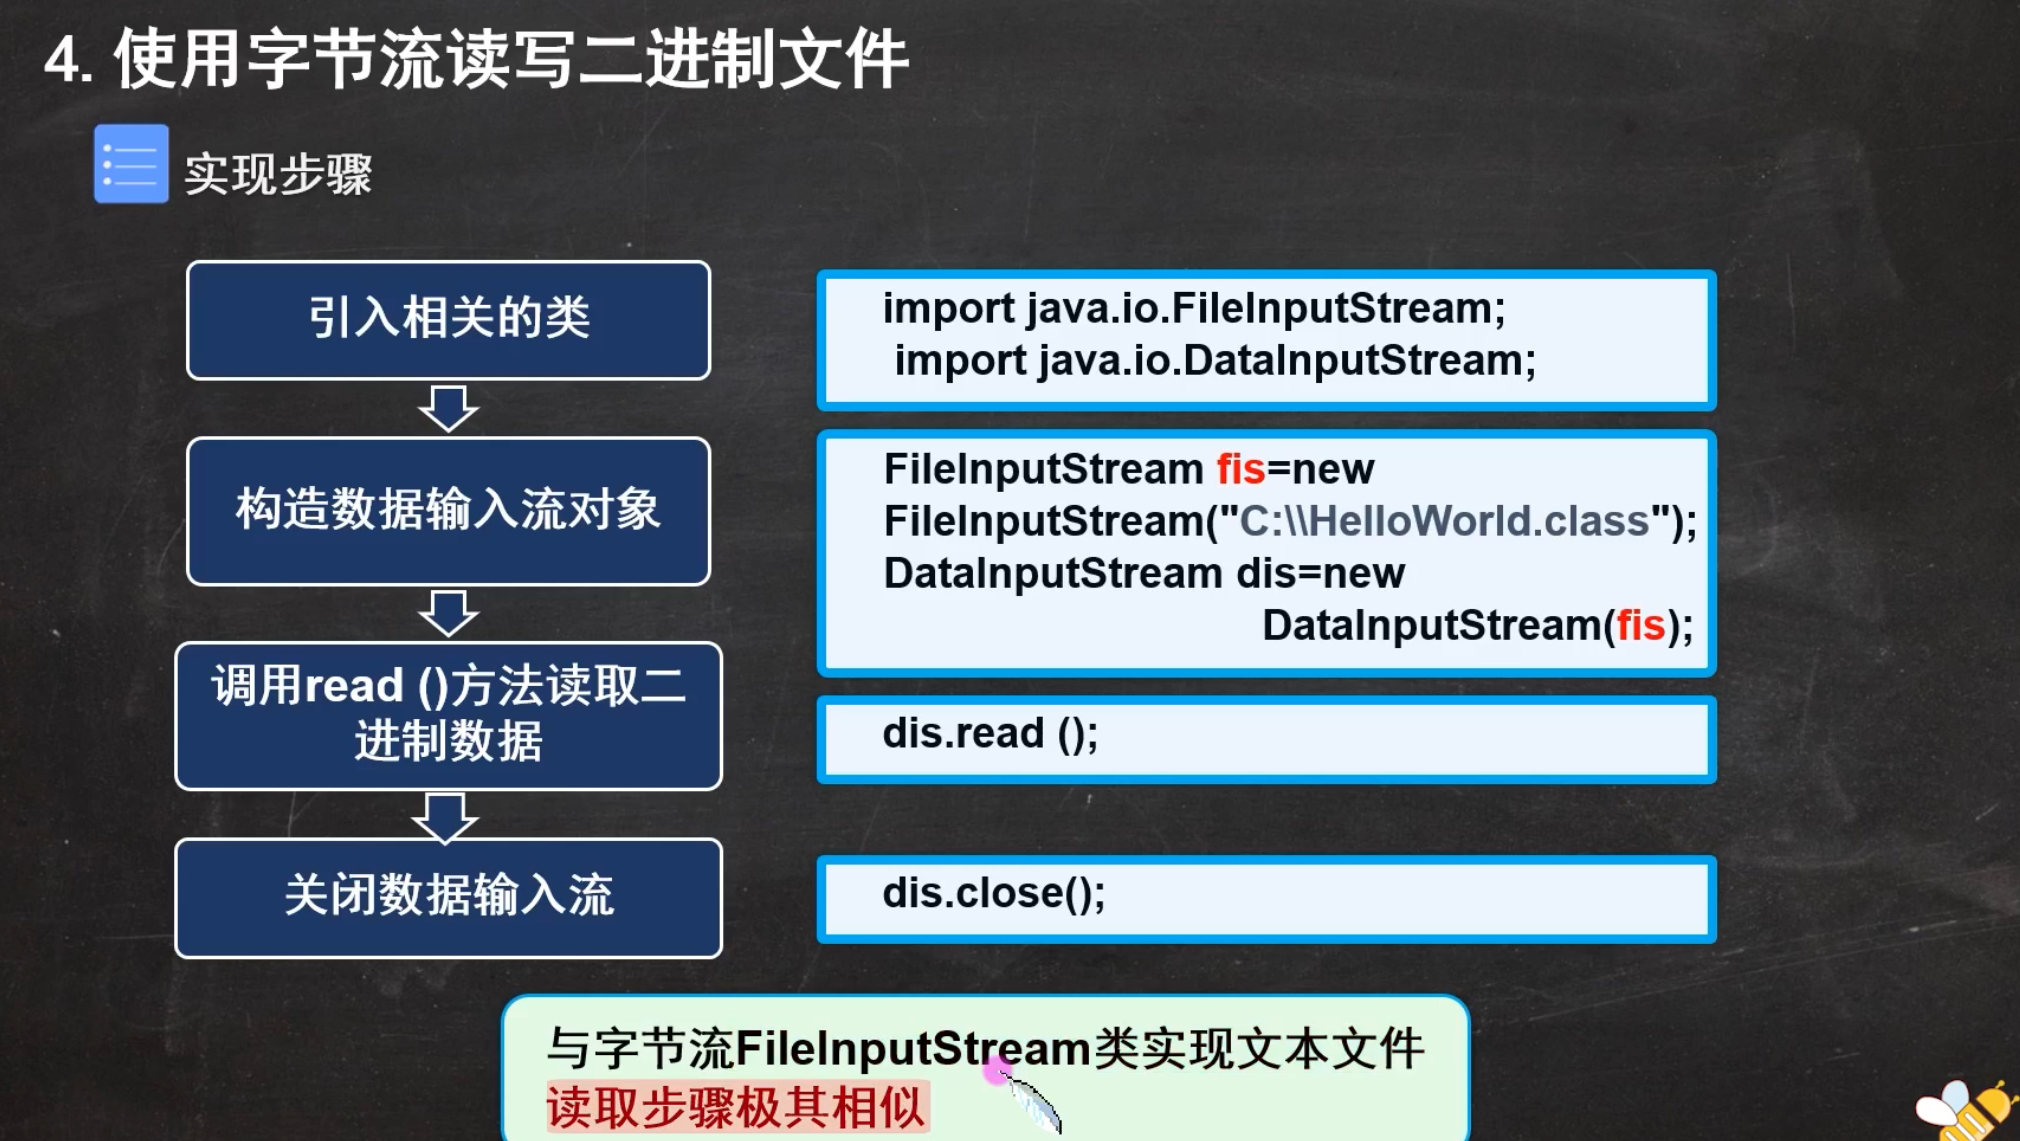 4. 使用字节流读写二进制文件
实现步骤
引入相关的类
import java.io.FileInputStream;
import java.io.DataInputStream;
构造数据输入流对象
FileInputStream fis=new
FileInputStream("C:\\HelloWorld.class");
DataInputStream dis=new
DataInputStream(fis);
调用read ()方法读取二
进制数据
dis.read ();
关闭数据输入流
dis.close();
与字节流FileInputStream类实现文本文件
读取步骤极其相似